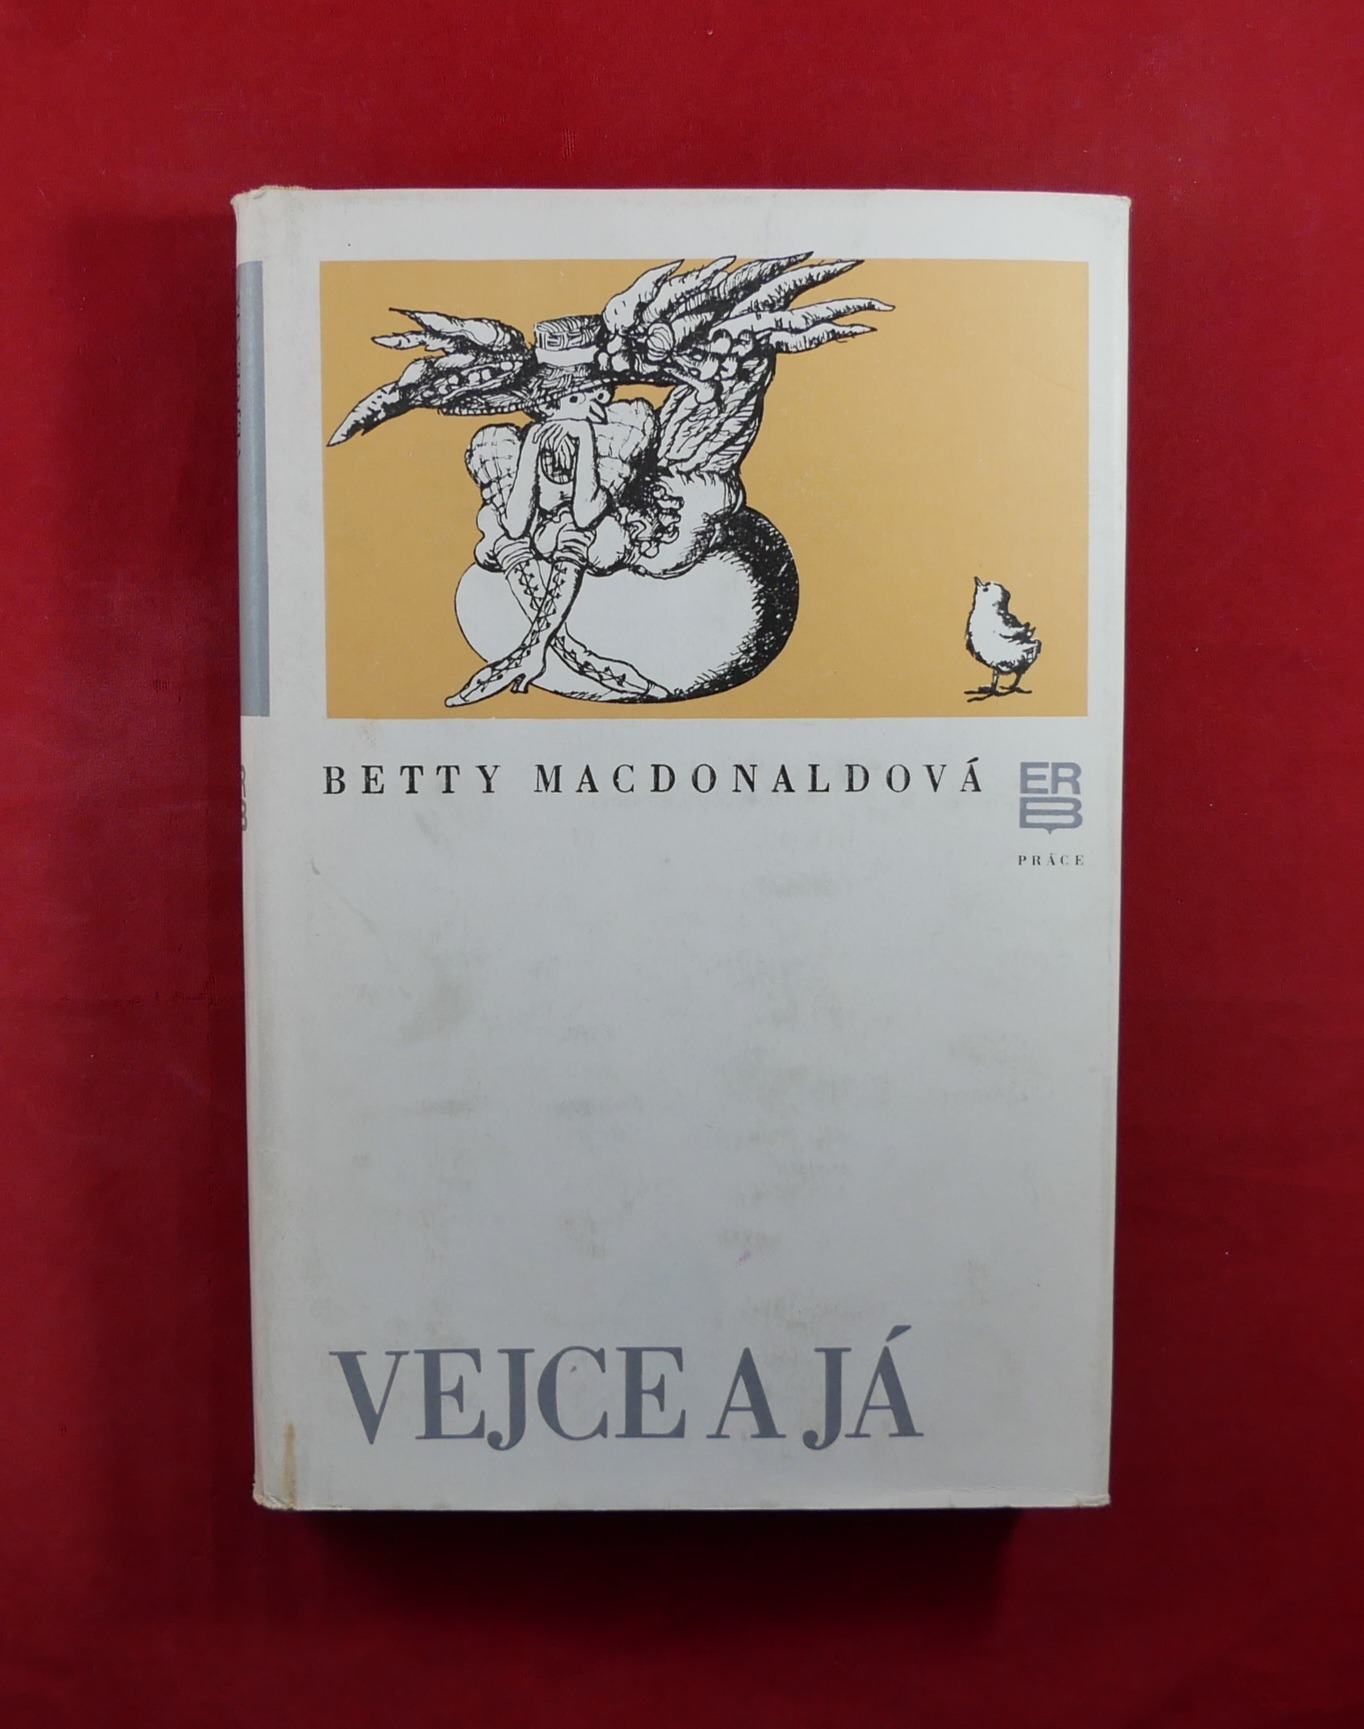 BETTY MACDONALDOVÁ
ER
B
PRÁCE
VEJCE A JÁ